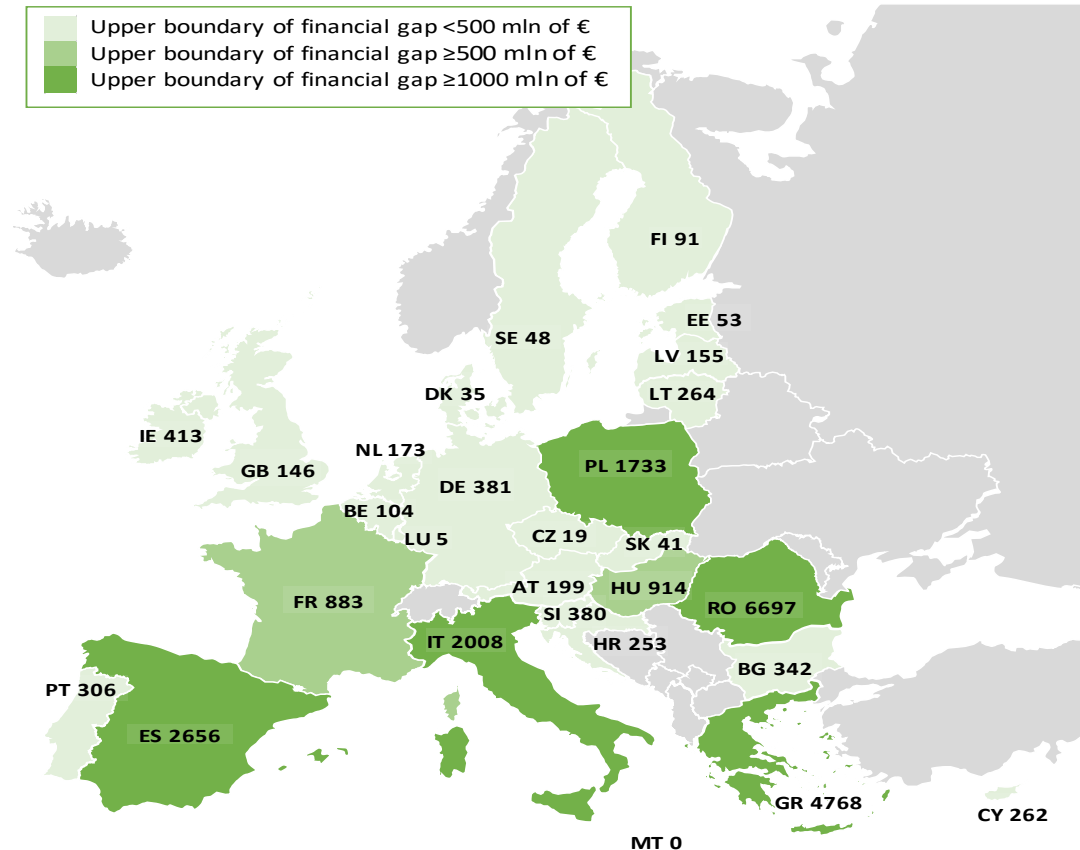 Upper boundary of financial gap <500 mln of €
Upper boundary of financial gap ≥500 mln of €
Upper boundary of financial gap ≥1000 mln of €
FI 91
EE 53
SE 48
LV 155
DK 35
LT 264
IE 413
NL 173
GB 146
PL 1733
DE 381
BE 104
LU 5
CZ 19
SK 41
AT 199
HU 914
FR 883
RO 6697
SI 380
IT 2008
HR 253
BG 342
PT 306
ES 2656
GR 4768
CY 262
MT 0